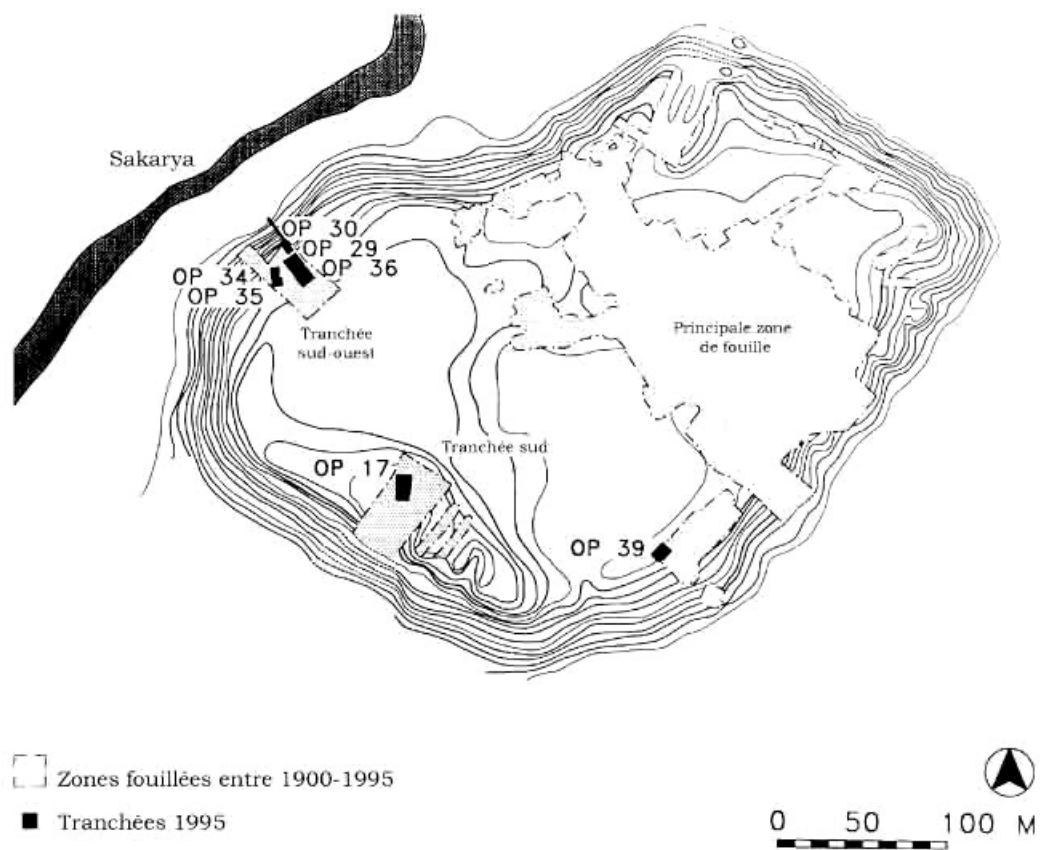 Sakarya
OP 30
OP 29
OP 36
OP 34
OP 35
Tranchée
sud-ouest
Principale zone
de fouille
Tranchée sud
OP 17
OP 39
Zones fouillées entre 1900-1995
Tranchées 1995
0 50 100 M